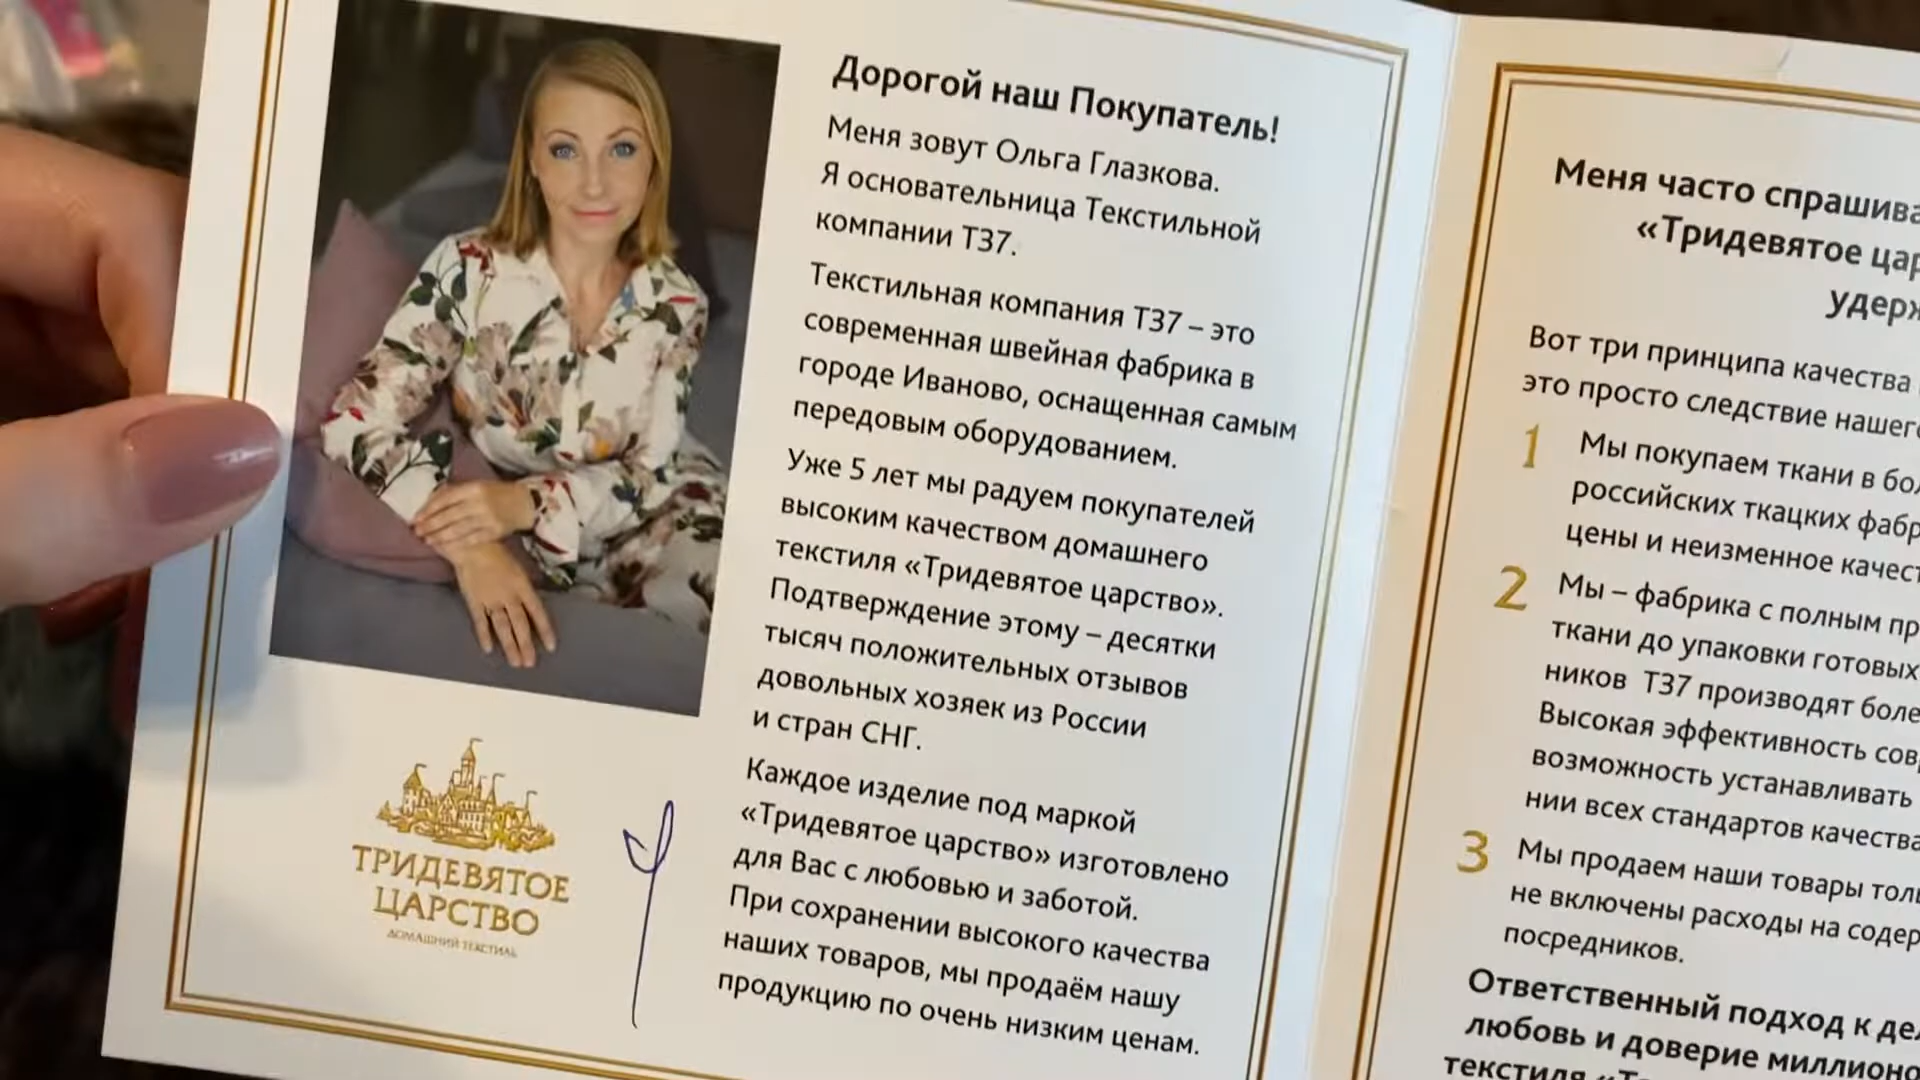 Дорогой наш Покупатель!
Меня зовут Ольга Глазкова.
Я основательница Текстильной
компании Т37.
Текстильная компания Т37 – это
современная швейная фабрика в
городе Иваново, оснащенная самым
передовым оборудованием.
Уже 5 лет мы радуем покупателей
высоким качеством домашнего
текстиля «Тридевятое царство».
Подтверждение этому – десятки
тысяч положительных отзывов
довольных хозяек из России
и стран СНГ.
Каждое изделие под маркой
«Тридевятое царство» изготовлено
для Вас с любовью и заботой.
При сохранении высокого качества
наших товаров, мы продаём нашу
продукцию по очень низким ценам.
ТРИДЕВЯТОЕ
ЦАРСТВО
ДОМАШНИЙ ТЕКСТИЛЬ
Меня часто спрашива
«Тридевятое цар
удерж
Вот три принципа качества
это просто следствие нашего
1 Мы покупаем ткани в бол
российских ткацких фабр
цены и неизменное качест
2 Мы – фабрика с полным пр
ткани до упаковки готовых
ников Т37 производят боле
Высокая эффективность сов
возможность устанавливать
нии всех стандартов качества
3 Мы продаем наши товары толь
не включены расходы на содер
посредников.
Ответственный подход к дел
любовь и доверие миллионо
текстиля «Т